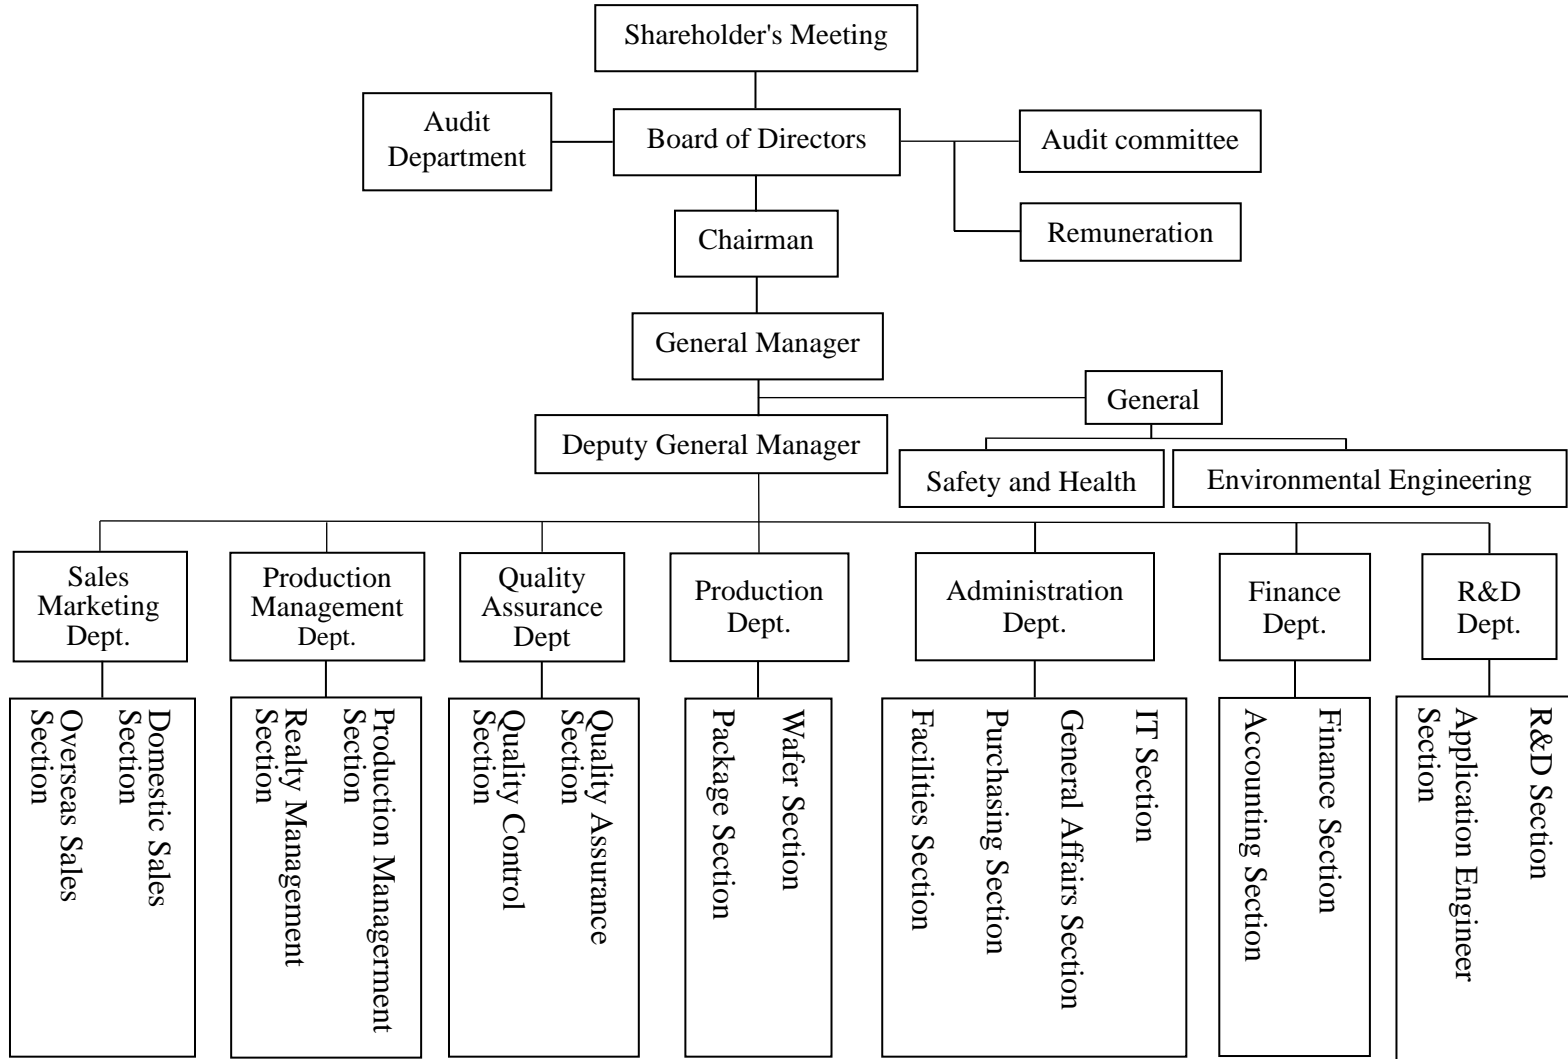 Shareholder's Meeting
Audit
Department
Board of Directors
Audit committee
Remuneration
Chairman
General Manager
General
Deputy General Manager
Safety and Health
Environmental Engineering
Sales
Marketing
Dept.
Production
Management
Dept.
Quality
Assurance
Dept
Production
Dept.
Administration
Dept.
Finance
Dept.
R&D
Dept.
Domestic Sales
Section
Overseas Sales
Section
Production Managerment
Section
Realty Management
Section
Quality Assurance
Section
Quality Control
Section
Wafer Section
Package Section
IT Section
General Affairs Section
Purchasing Section
Facilities Section
Finance Section
Accounting Section
R&D Section
Application Engineer
Section